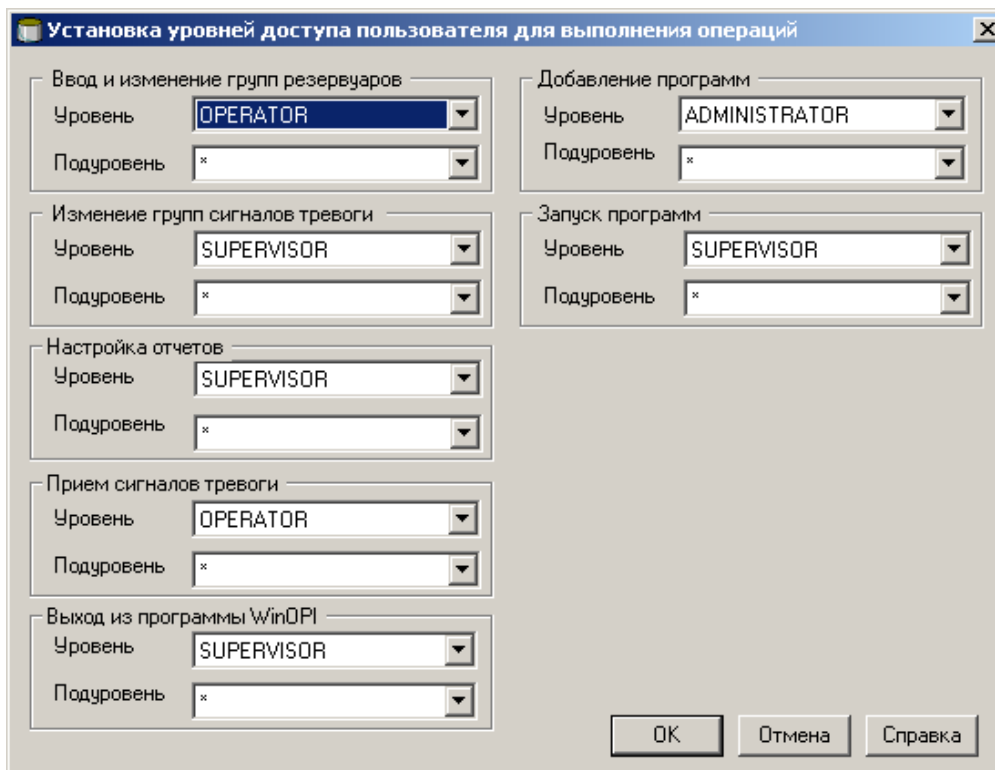 Установка уровней доступа пользователя для выполнения операций
Ввод и изменение групп резервуаров
Уровень OPERATOR
Подуровень *
Изменеие групп сигналов тревоги
Уровень SUPERVISOR
Подуровень *
Настройка отчетов
Уровень SUPERVISOR
Подуровень *
Прием сигналов тревоги
Уровень OPERATOR
Подуровень *
Выход из программы WinOPI
Уровень SUPERVISOR
Подуровень *
Добавление программ
Уровень ADMINISTRATOR
Подуровень *
Запуск программ
Уровень SUPERVISOR
Подуровень *
OK Отмена Справка